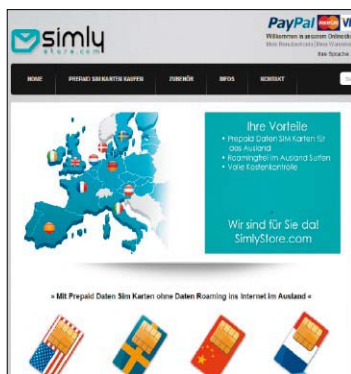 simly
store.com
PayPal
Willkommen in unserem Onlineshop
Ihre Sprache:
HOME PREPAID SIM KARTEN KAUFEN ZUBEHÖR INFOS KONTAKT
Ihre Vorteile
• Prepaid Daten SIM Karten für
das Ausland
• Roamingfrei im Ausland Surfen
• Volle Kostenkontrolle
Wir sind für Sie da!
SimlyStore.com
» Mit Prepaid Daten Sim Karten ohne Daten Roaming ins Internet im Ausland «